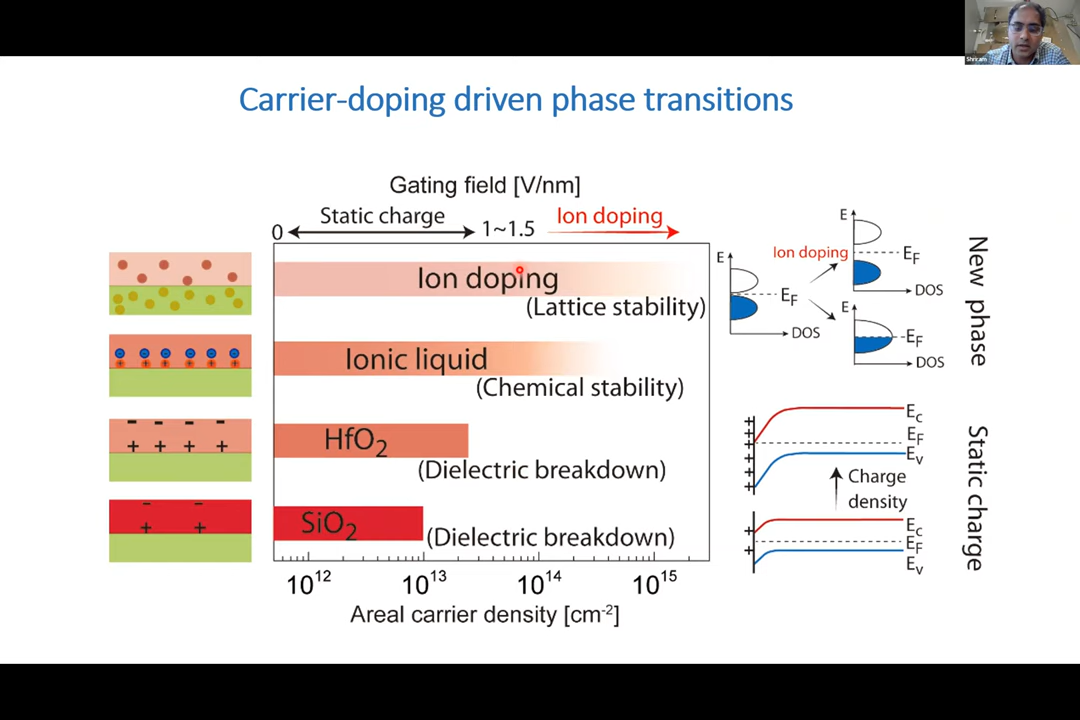 Shriram
Carrier-doping driven phase transitions
Gating field [V/nm]
Static charge
Ion doping
0
1~1.5
Ion doping
(Lattice stability)
Ionic liquid
(Chemical stability)
HfO2
(Dielectric breakdown)
SiO2
(Dielectric breakdown)
10^12
10^13
10^14
10^15
Areal carrier density [cm^-2]
E
EF
DOS
Ion doping
E
EF
DOS
E
EF
DOS
New phase
+
+
+
+
+
+
Ec
EF
Ev
Charge
density
+
+
Ec
EF
Ev
Static charge
- - - -
+ + + +
- -
+ +